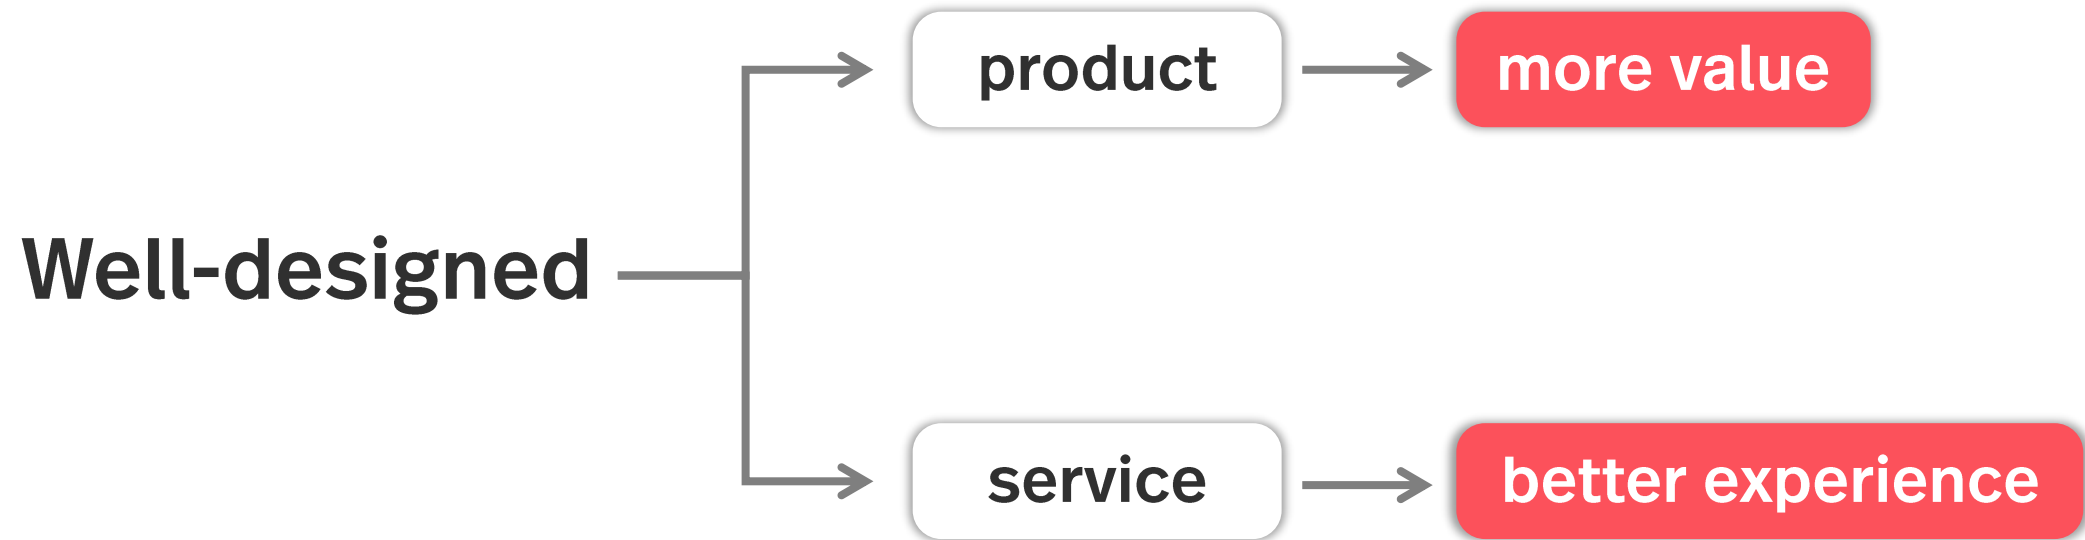 Well-designed
product
more value
service
better experience